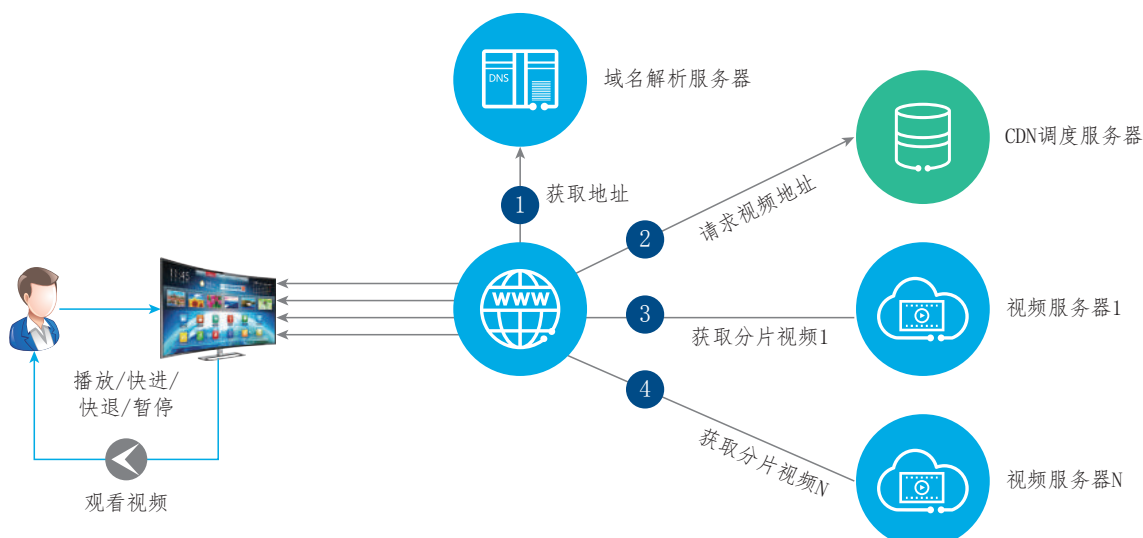 DNS
域名解析服务器
CDN调度服务器
1
获取地址
2
请求视频地址
11:45
WWW
3
获取分片视频1
视频服务器1
播放/快进/
快退/暂停
4
获取分片视频N
视频服务器N
观看视频